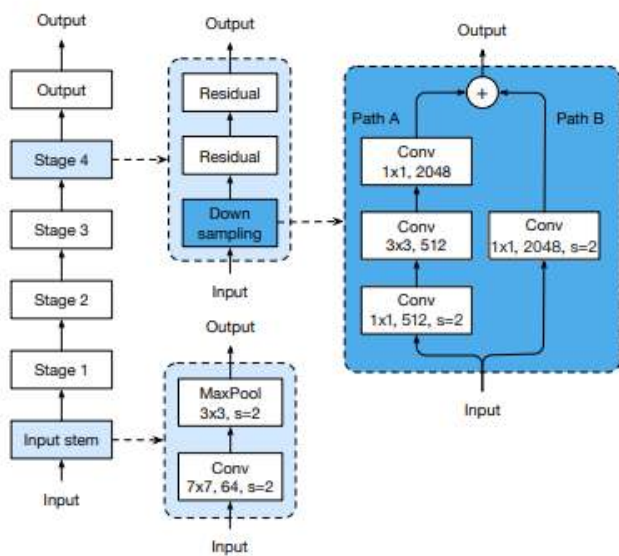 Output
Output
Stage 4
Stage 3
Stage 2
Stage 1
Input stem
Input
Output
Residual
Residual
Down
sampling
Input
Output
MaxPool
3x3, s=2
Conv
7x7, 64, s=2
Input
Output
+
Path A
Path B
Conv
1x1, 2048
Conv
3x3, 512
Conv
1x1, 512, s=2
Conv
1x1, 2048, s=2
Input